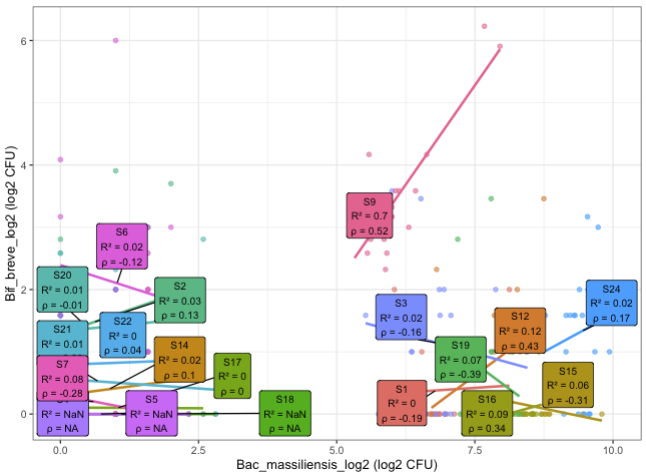 6
4
2
0
Bif_breve_log2 (log2 CFU)
S9
R² = 0.7
ρ = 0.52
S6
R² = 0.02
ρ = -0.12
S20
R² = 0.01
ρ = -0.01
S2
R² = 0.03
ρ = 0.13
S24
R² = 0.02
ρ = 0.17
S3
R² = 0.02
ρ = -0.16
S21
R² = 0.01
S22
R² = 0
ρ = 0.04
S12
R² = 0.12
ρ = 0.43
S14
R² = 0.02
ρ = 0.1
S19
R² = 0.07
ρ = -0.39
S7
R² = 0.08
ρ = -0.28
S17
R² = 0
ρ = 0
S15
R² = 0.06
ρ = -0.31
S1
R² = 0
ρ = -0.19
R² = NaN
ρ = NA
S5
R² = NaN
ρ = NA
S18
R² = NaN
ρ = NA
S16
R² = 0.09
ρ = 0.34
0.0 2.5 5.0 7.5 10.0
Bac_massiliensis_log2 (log2 CFU)